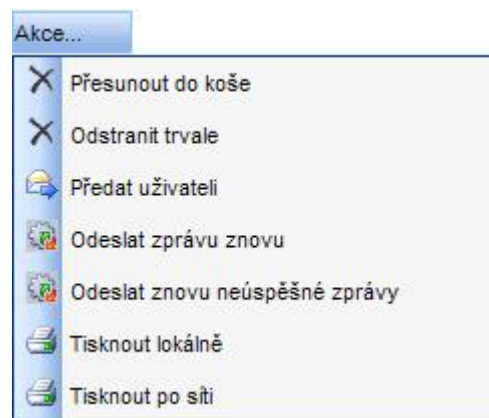 Akce...
Přesunout do koše
Odstranit trvale
Předat uživateli
Odeslat zprávu znovu
Odeslat znovu neúspěšné zprávy
Tisknout lokálně
Tisknout po síti